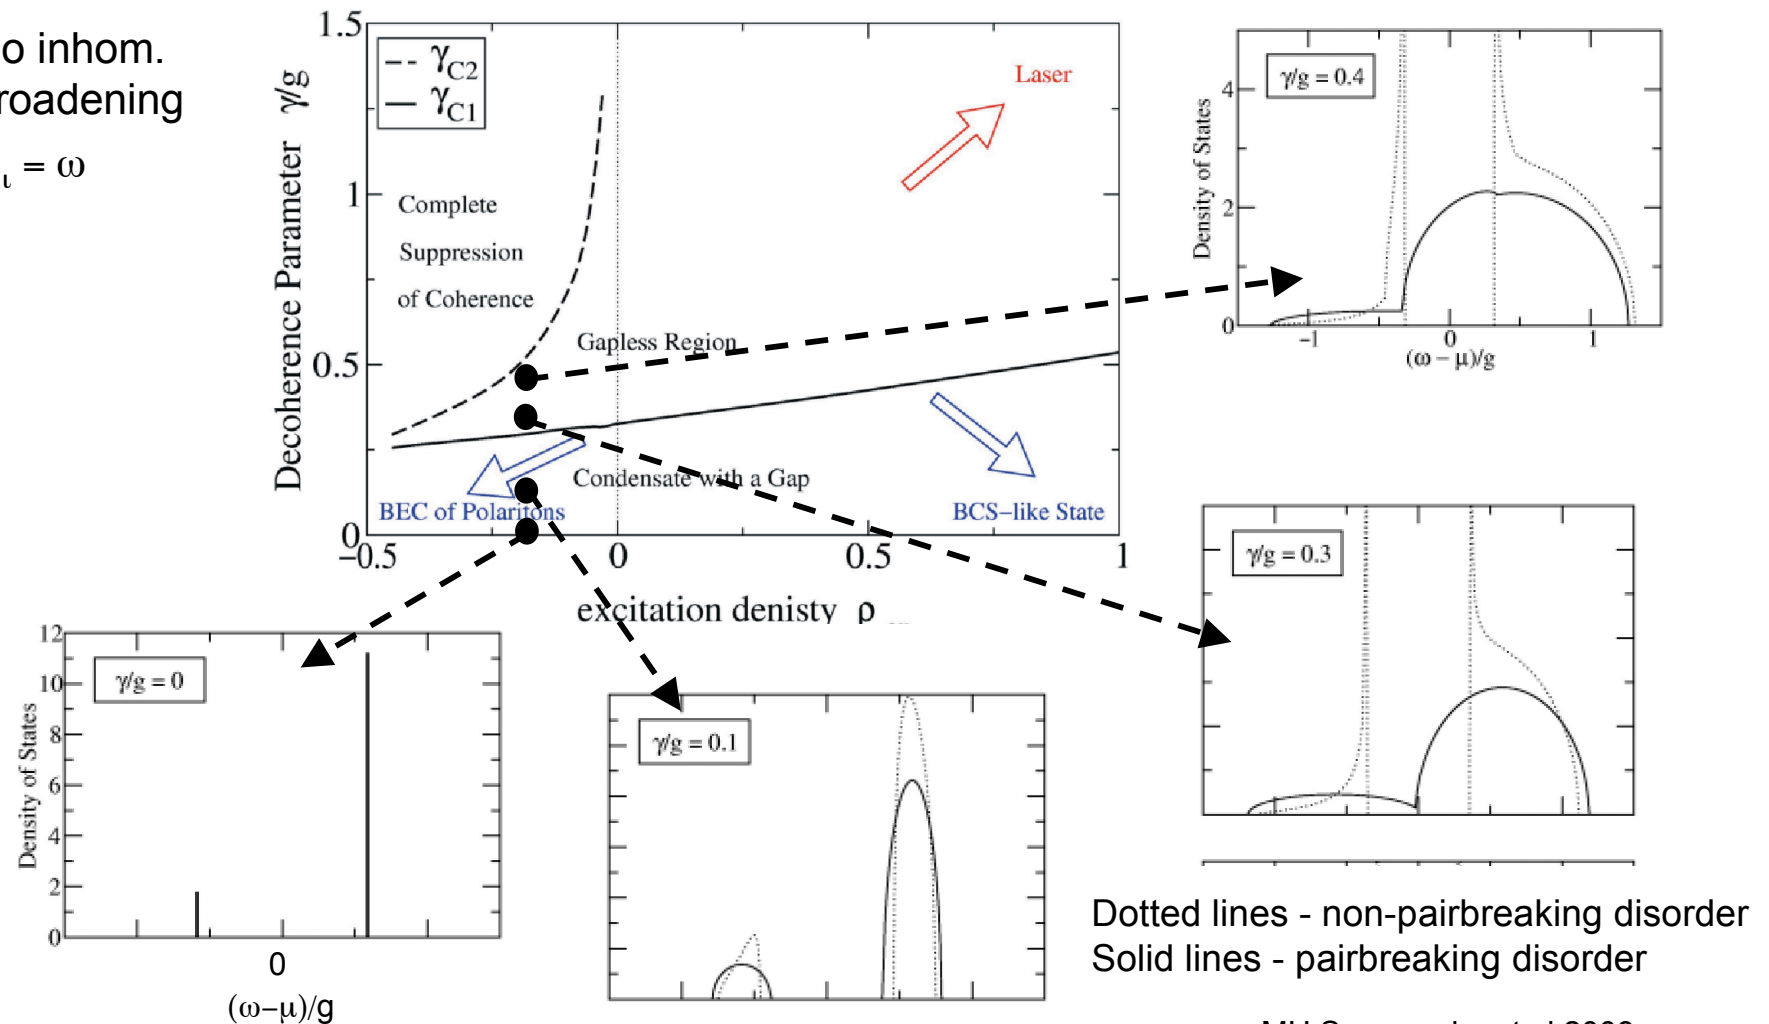 o inhom.
roadening
ι = ω
1.5
1
0.5
0
Decoherence Parameter γ/g
γC2
γC1
Laser
Complete
Suppression
of Coherence
Gapless Region
Condensate with a Gap
BEC of Polaritons
BCS–like State
−0.5
0
0.5
1
excitation denisty ρ
γ/g = 0.4
Density of States
4
2
0
−1
0
1
(ω − μ)/g
γ/g = 0.3
γ/g = 0
Density of States
12
10
8
6
4
2
0
0
(ω−μ)/g
γ/g = 0.1
Dotted lines - non-pairbreaking disorder
Solid lines - pairbreaking disorder